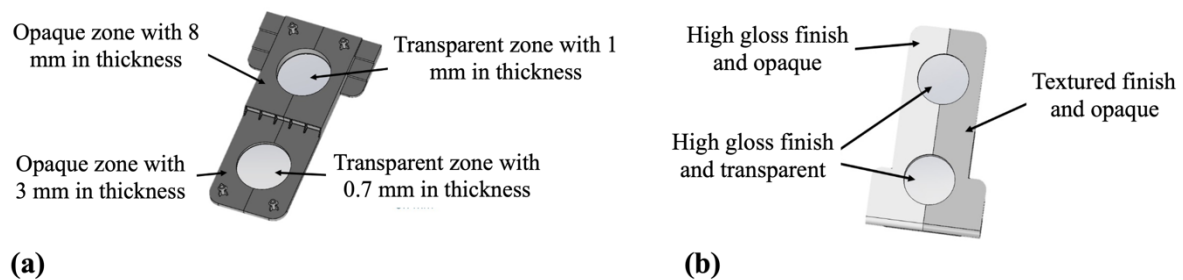 Opaque zone with 8
mm in thickness
Transparent zone with 1
mm in thickness
Opaque zone with
3 mm in thickness
Transparent zone with
0.7 mm in thickness
(a)
High gloss finish
and opaque
Textured finish
and opaque
High gloss finish
and transparent
(b)